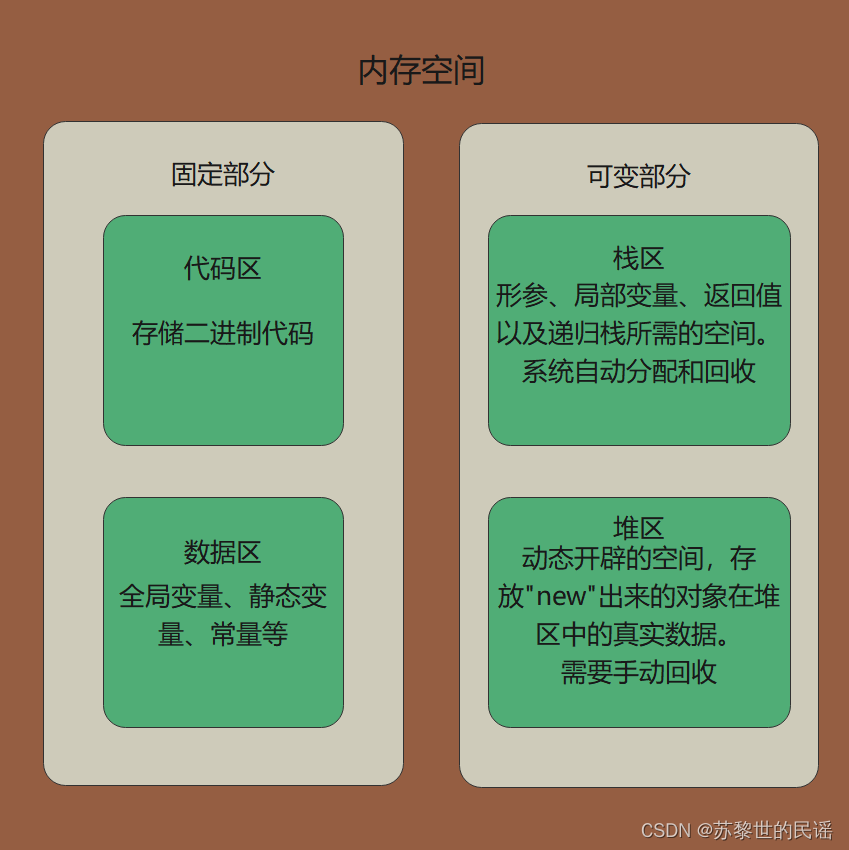 内存空间
固定部分
代码区
存储二进制代码
数据区
全局变量、静态变
量、常量等
可变部分
栈区
形参、局部变量、返回值
以及递归栈所需的空间。
系统自动分配和回收
堆区
动态开辟的空间，存
放"new"出来的对象在堆
区中的真实数据。
需要手动回收
CSDN @苏黎世的民谣